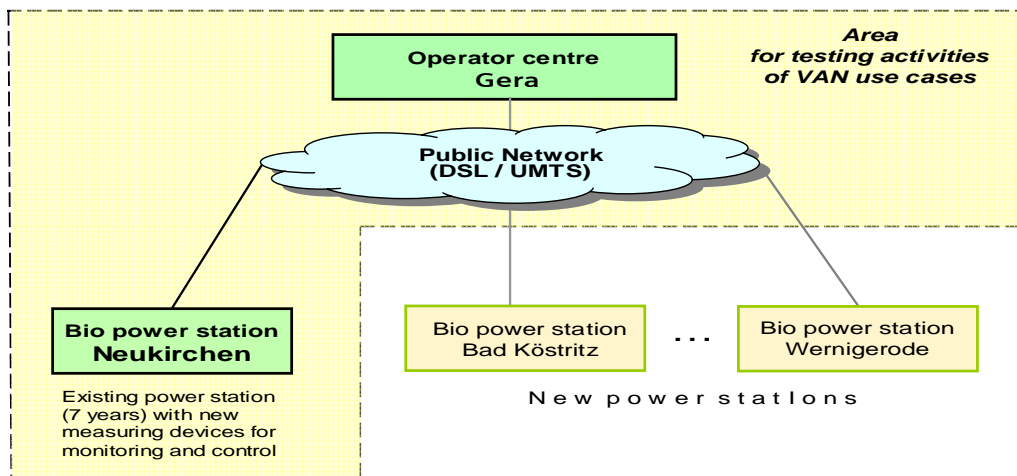 Area
for testing activities
of VAN use cases
Operator centre
Gera
Public Network
(DSL / UMTS)
Bio power station
Neukirchen
Bio power station
Bad Köstritz
...
Bio power station
Wernigerode
Existing power station
(7 years) with new
measuring devices for
monitoring and control
New power statIons